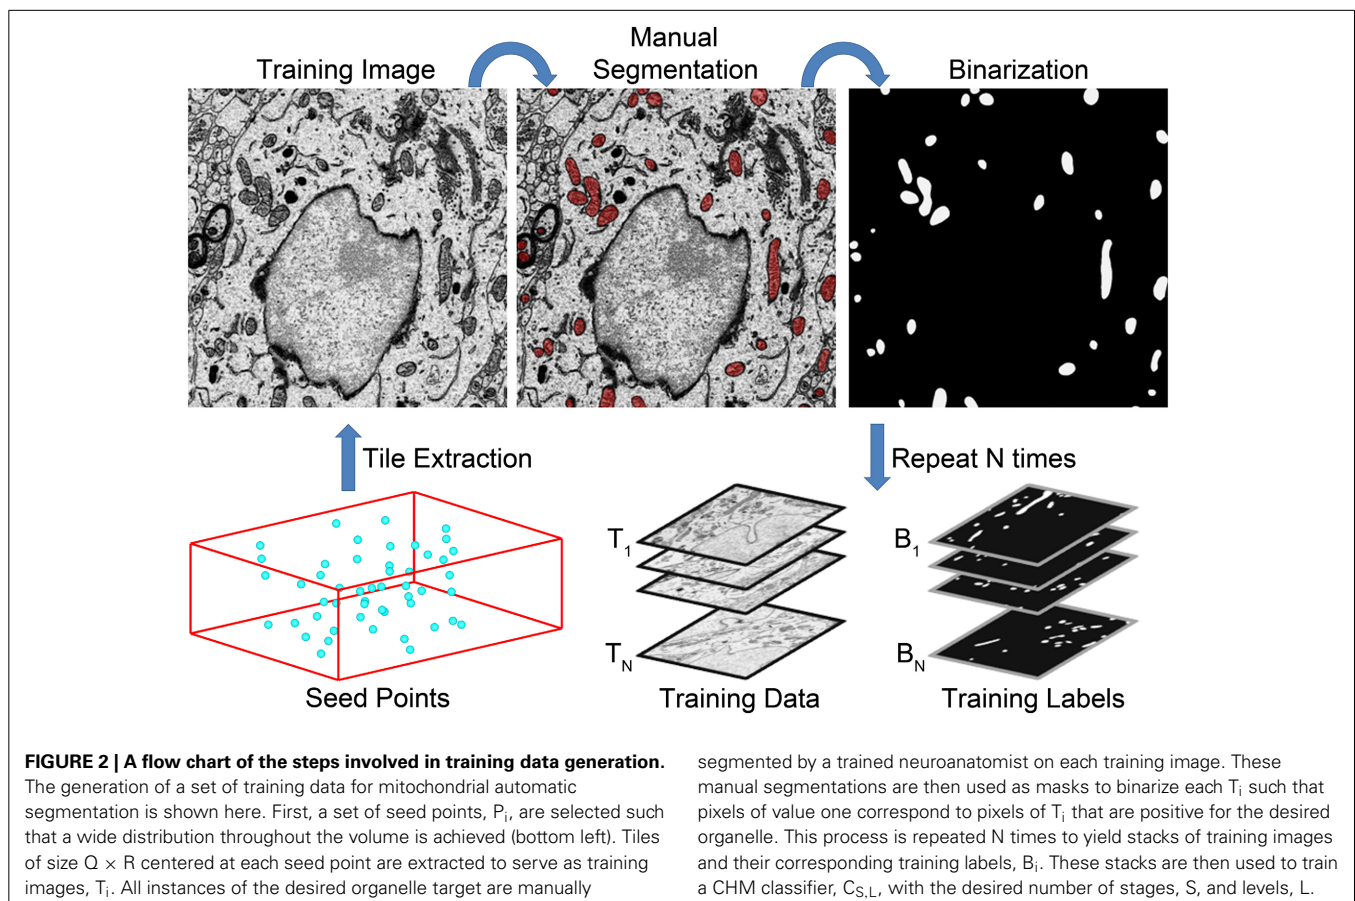 Training Image
Manual
Segmentation
Binarization
Tile Extraction
Repeat N times
Seed Points
T1
TN
Training Data
B1
BN
Training Labels
FIGURE 2 | A flow chart of the steps involved in training data generation.
The generation of a set of training data for mitochondrial automatic
segmentation is shown here. First, a set of seed points, Pi, are selected such
that a wide distribution throughout the volume is achieved (bottom left). Tiles
of size Q × R centered at each seed point are extracted to serve as training
images, Ti. All instances of the desired organelle target are manually
segmented by a trained neuroanatomist on each training image. These
manual segmentations are then used as masks to binarize each Ti such that
pixels of value one correspond to pixels of Ti that are positive for the desired
organelle. This process is repeated N times to yield stacks of training images
and their corresponding training labels, Bi. These stacks are then used to train
a CHM classifier, CS,L, with the desired number of stages, S, and levels, L.